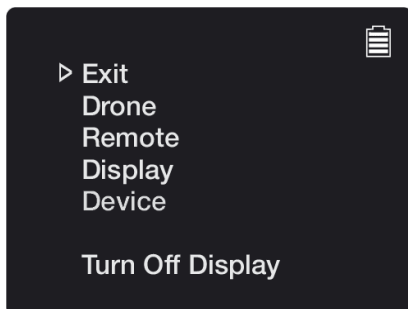 Exit
Drone
Remote
Display
Device
Turn Off Display